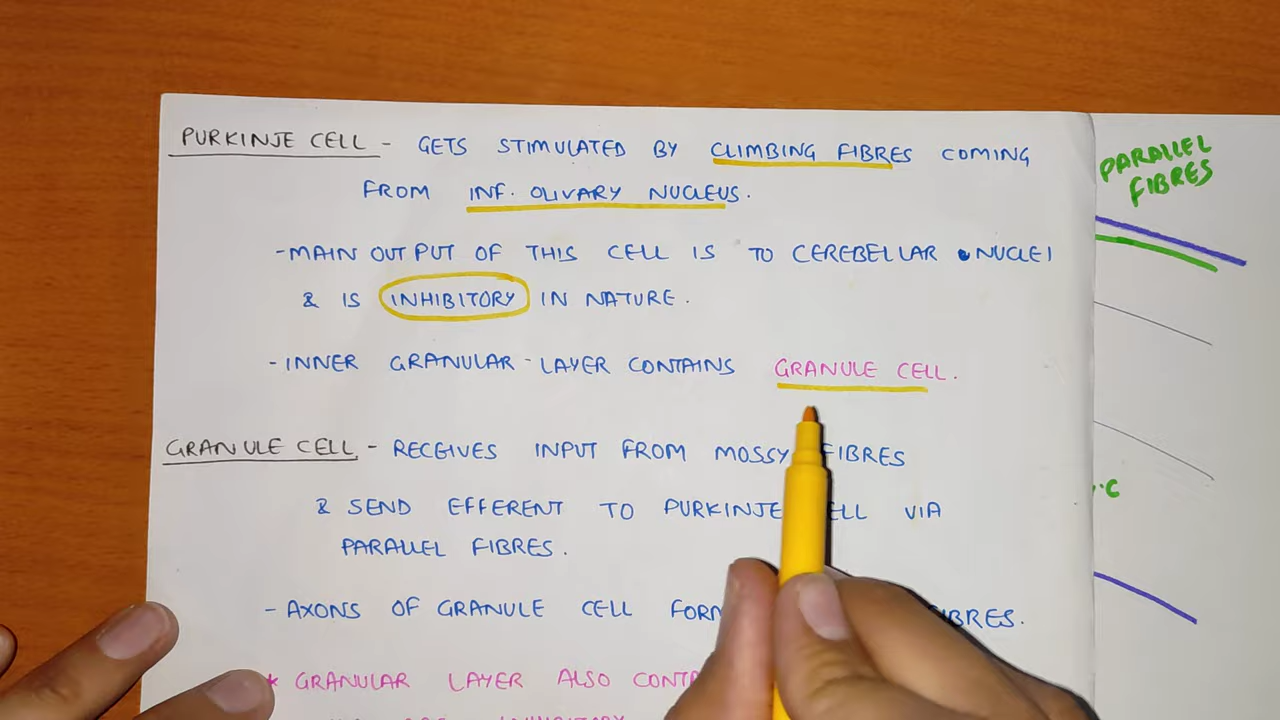 PURKINJE CELL - GETS STIMULATED BY CLIMBING FIBRES COMING
FROM INF. OLIVARY NUCLEUS.
- MAIN OUTPUT OF THIS CELL IS TO CEREBELLAR NUCLEI
& IS INHIBITORY IN NATURE.
- INNER GRANULAR-LAYER CONTAINS GRANULE CELL.
GRANULE CELL - RECEIVES INPUT FROM MOSSY FIBRES
& SEND EFFERENT TO PURKINJE ELL VIA
PARALLEL FIBRES.
- AXONS OF GRANULE CELL FORM
* GRANULAR LAYER ALSO
PARALLEL
FIBRES